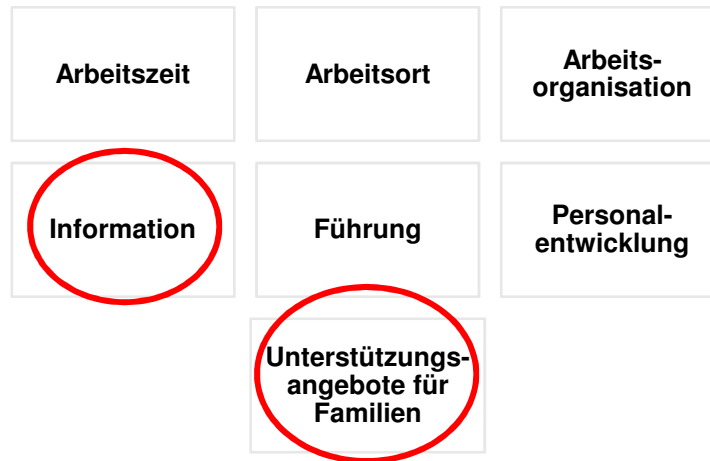 Arbeitszeit
Arbeitsort
Arbeits-
organisation
Information
Führung
Personal-
entwicklung
Unterstützungs-
angebote für
Familien